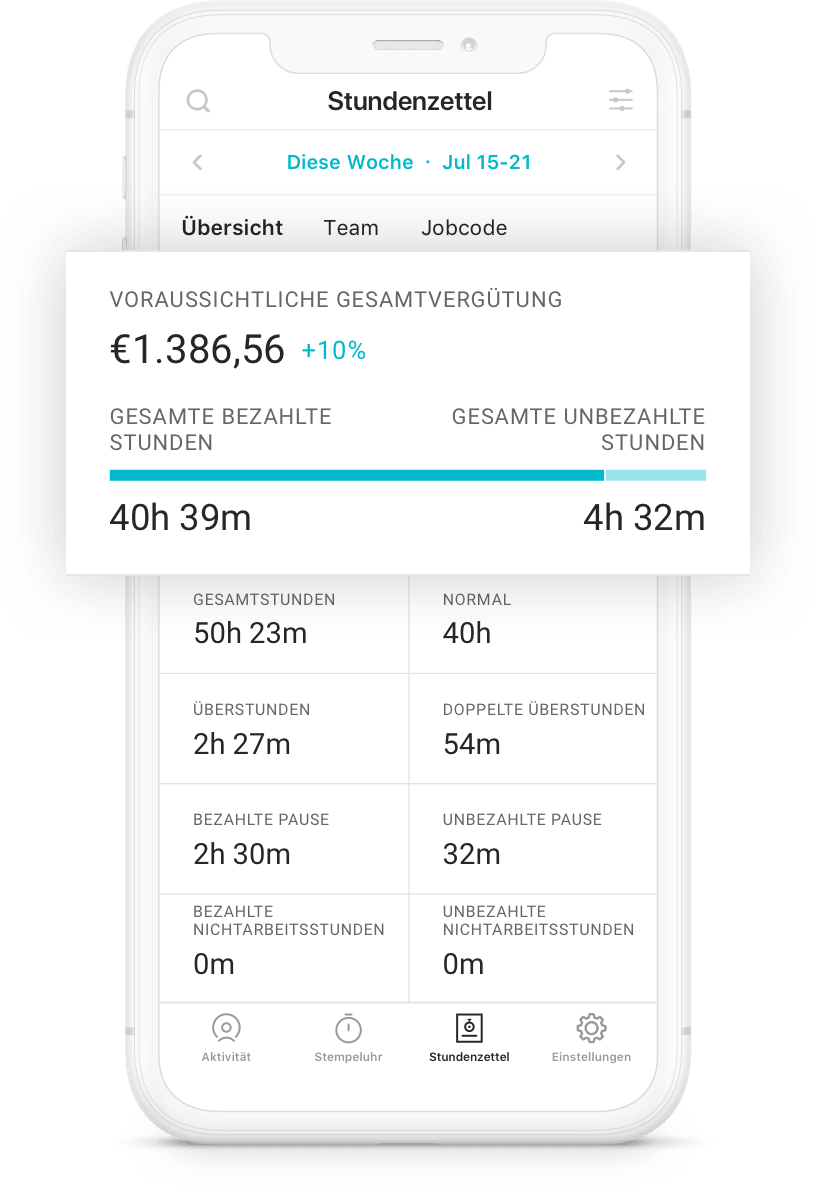 Stundenzettel
Diese Woche · Jul 15-21
Übersicht Team Jobcode
VORAUSSICHTLICHE GESAMTVERGÜTUNG
€1.386,56 +10%
GESAMTE BEZAHLTE
STUNDEN
GESAMTE UNBEZAHLTE
STUNDEN
40h 39m
4h 32m
GESAMTSTUNDEN
50h 23m
NORMAL
40h
ÜBERSTUNDEN
2h 27m
DOPPELTE ÜBERSTUNDEN
54m
BEZAHLTE PAUSE
2h 30m
UNBEZAHLTE PAUSE
32m
BEZAHLTE
NICHTARBEITSSTUNDEN
0m
UNBEZAHLTE
NICHTARBEITSSTUNDEN
0m
Aktivität Stempeluhr Stundenzettel Einstellungen